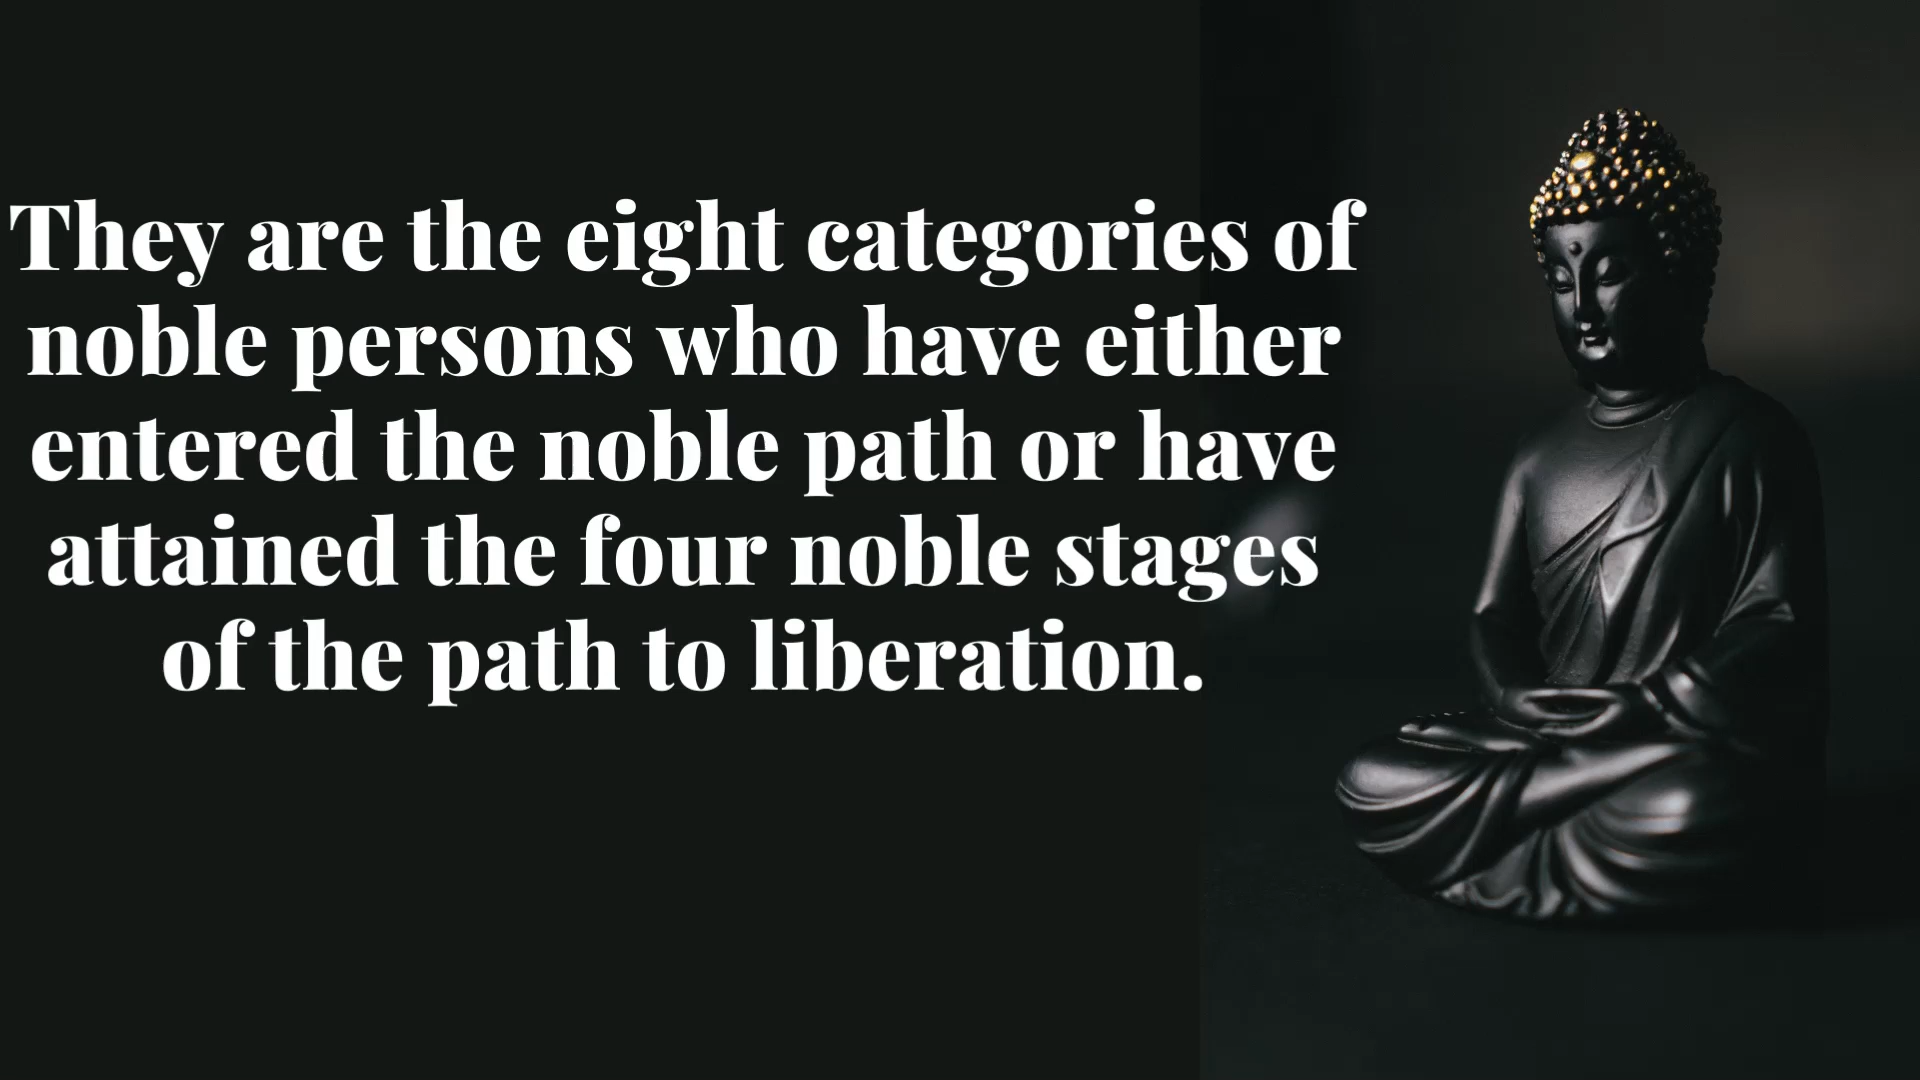 They are the eight categories of
noble persons who have either
entered the noble path or have
attained the four noble stages
of the path to liberation.